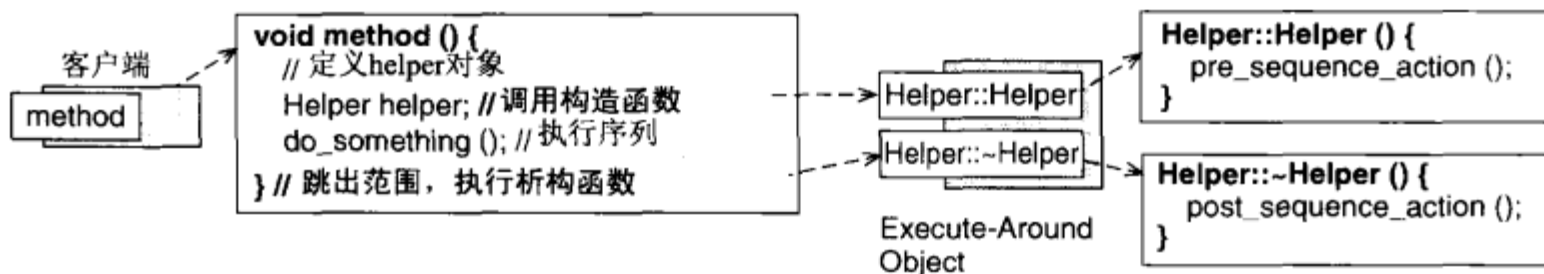 客户端
method
void method () {
// 定义helper对象
Helper helper; // 调用构造函数
do_something (); // 执行序列
} // 跳出范围，执行析构函数
Helper::Helper
Helper::~Helper
Execute-Around
Object
Helper::Helper () {
pre_sequence_action ();
}
Helper::~Helper () {
post_sequence_action ();
}